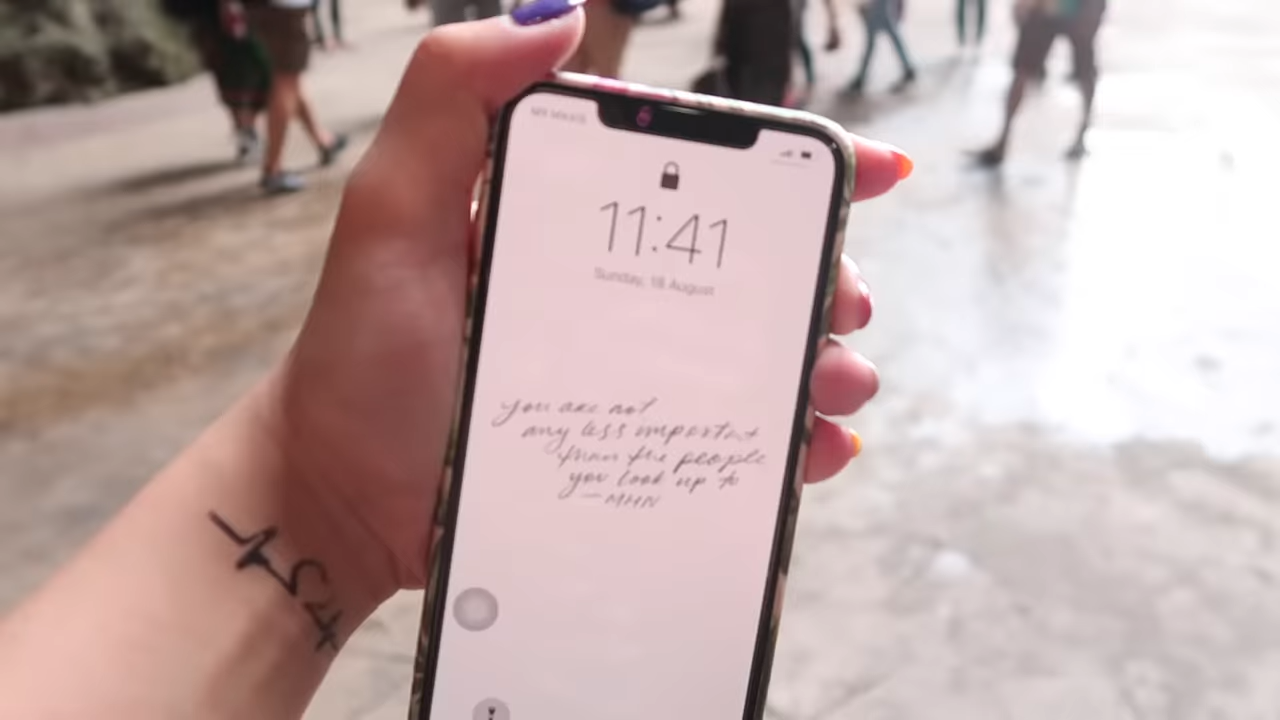 11:41
Sunday, 18 August
you are not
any less important
than the people
you look up to
—MHN